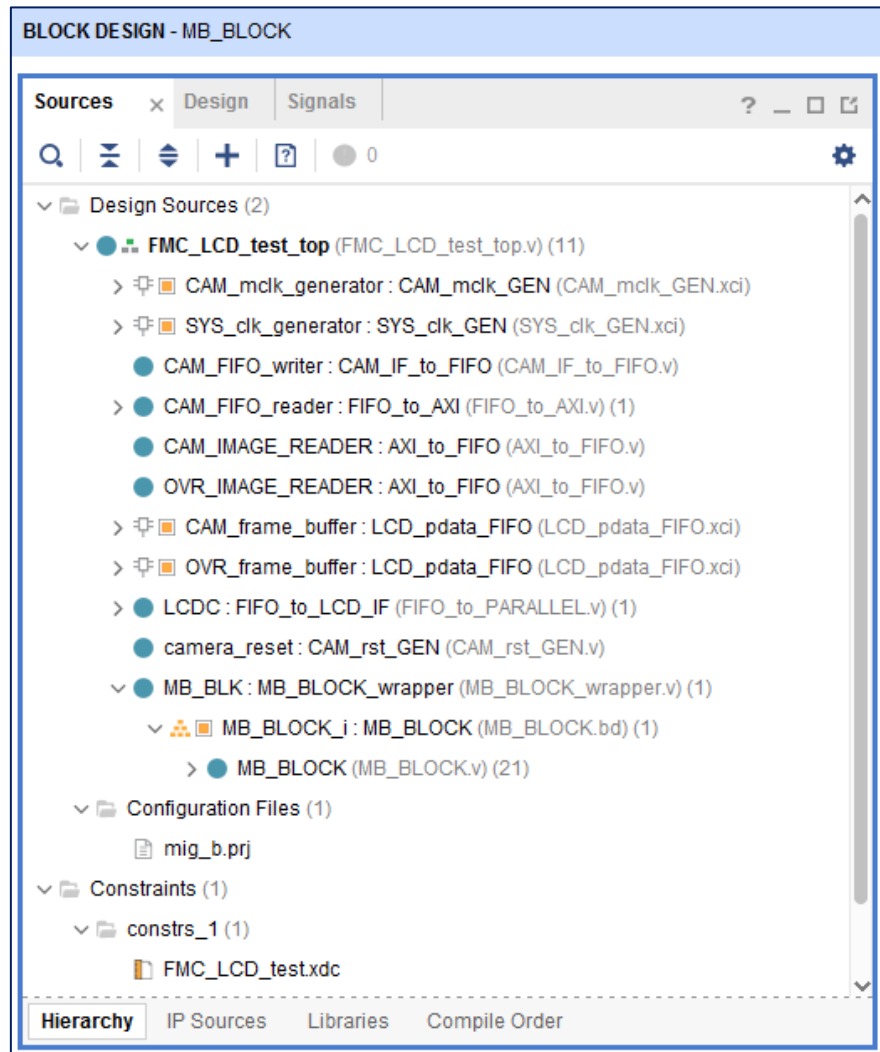 BLOCK DESIGN - MB_BLOCK
Sources × Design Signals ?
0
Design Sources (2)
FMC_LCD_test_top (FMC_LCD_test_top.v) (11)
CAM_mclk_generator : CAM_mclk_GEN (CAM_mclk_GEN.xci)
SYS_clk_generator : SYS_clk_GEN (SYS_clk_GEN.xci)
CAM_FIFO_writer : CAM_IF_to_FIFO (CAM_IF_to_FIFO.v)
CAM_FIFO_reader : FIFO_to_AXI (FIFO_to_AXI.v) (1)
CAM_IMAGE_READER : AXI_to_FIFO (AXI_to_FIFO.v)
OVR_IMAGE_READER : AXI_to_FIFO (AXI_to_FIFO.v)
CAM_frame_buffer : LCD_pdata_FIFO (LCD_pdata_FIFO.xci)
OVR_frame_buffer : LCD_pdata_FIFO (LCD_pdata_FIFO.xci)
LCDC : FIFO_to_LCD_IF (FIFO_to_PARALLEL.v) (1)
camera_reset : CAM_rst_GEN (CAM_rst_GEN.v)
MB_BLK : MB_BLOCK_wrapper (MB_BLOCK_wrapper.v) (1)
MB_BLOCK_i : MB_BLOCK (MB_BLOCK.bd) (1)
MB_BLOCK (MB_BLOCK.v) (21)
Configuration Files (1)
mig_b.prj
Constraints (1)
constrs_1 (1)
FMC_LCD_test.xdc
Hierarchy IP Sources Libraries Compile Order